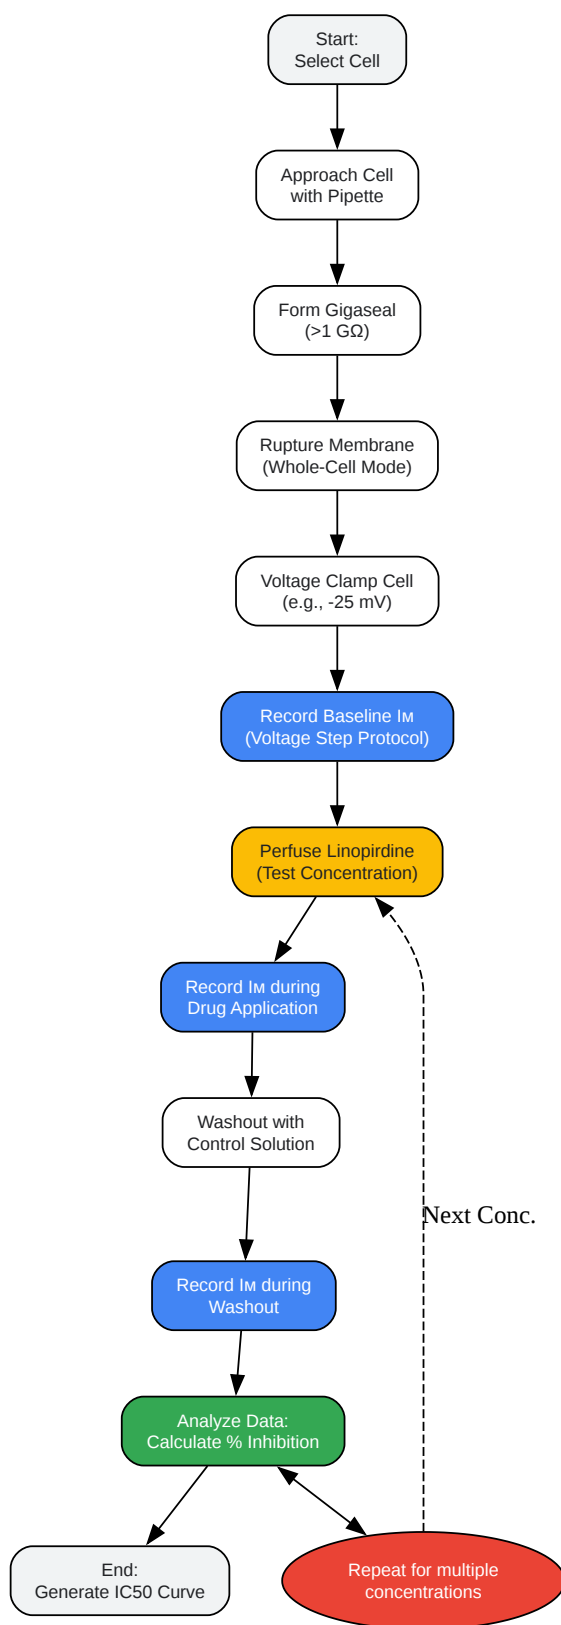 Start:
Select Cell
Approach Cell
with Pipette
Form Gigaseal
(>1 GΩ)
Rupture Membrane
(Whole-Cell Mode)
Voltage Clamp Cell
(e.g., -25 mV)
Record Baseline Iᴍ
(Voltage Step Protocol)
Perfuse Linopirdine
(Test Concentration)
Record Iᴍ during
Drug Application
Washout with
Control Solution
Next Conc.
Record Iᴍ during
Washout
Analyze Data:
Calculate % Inhibition
End:
Generate IC50 Curve
Repeat for multiple
concentrations